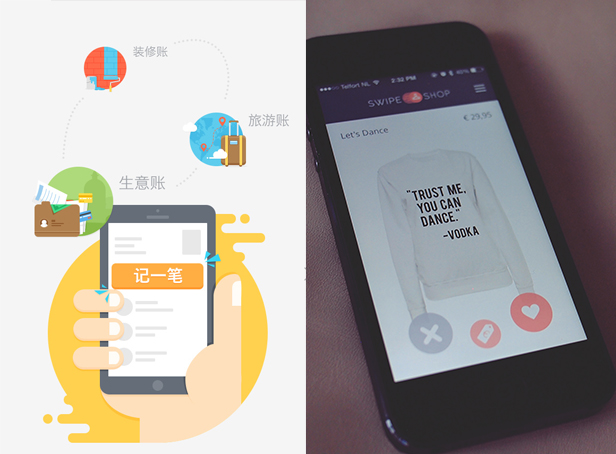 装修账
旅游账
生意账
记一笔
Telfort NL
2:32 PM
SWIPE SHOP
€ 29,95
Let's Dance
"TRUST ME,
YOU CAN
DANCE."
-VODKA